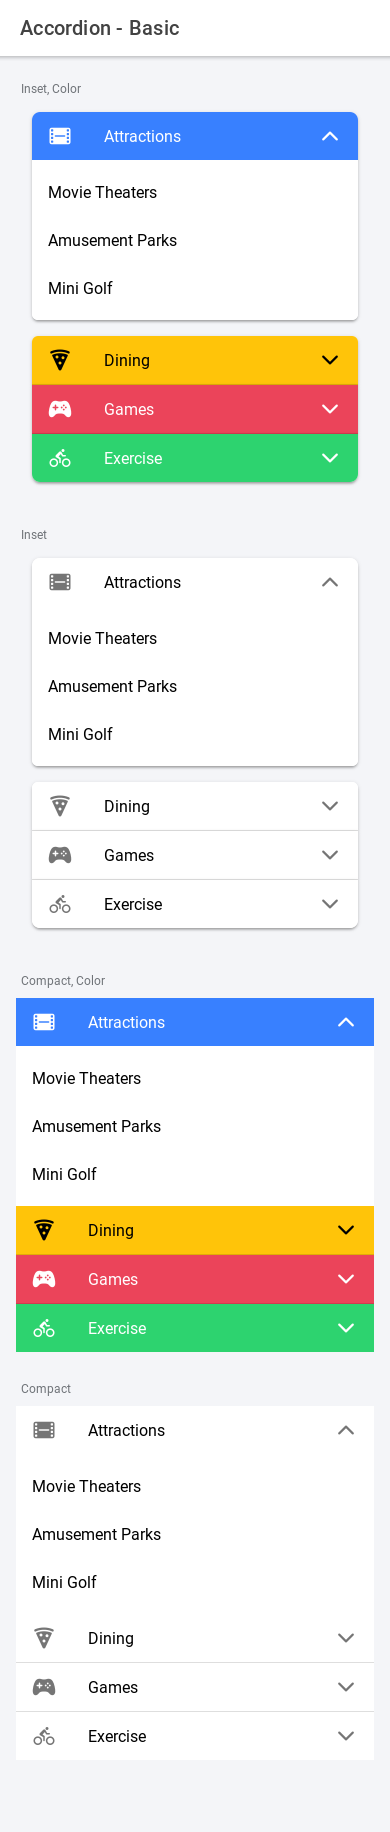 Accordion - Basic
Inset, Color
Attractions
Movie Theaters
Amusement Parks
Mini Golf
Dining
Games
Exercise
Inset
Attractions
Movie Theaters
Amusement Parks
Mini Golf
Dining
Games
Exercise
Compact, Color
Attractions
Movie Theaters
Amusement Parks
Mini Golf
Dining
Games
Exercise
Compact
Attractions
Movie Theaters
Amusement Parks
Mini Golf
Dining
Games
Exercise